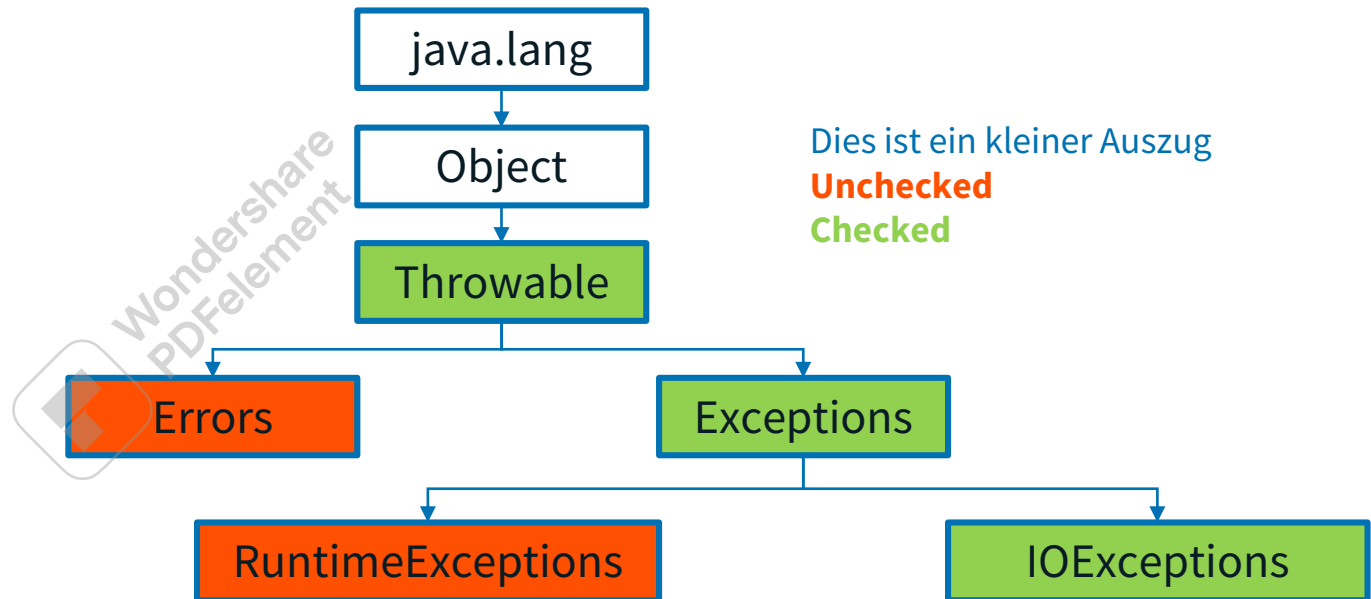 java.lang
Object
Dies ist ein kleiner Auszug
Unchecked
Checked
Throwable
Wondershare
PDFelement
Errors
Exceptions
RuntimeExceptions
IOExceptions